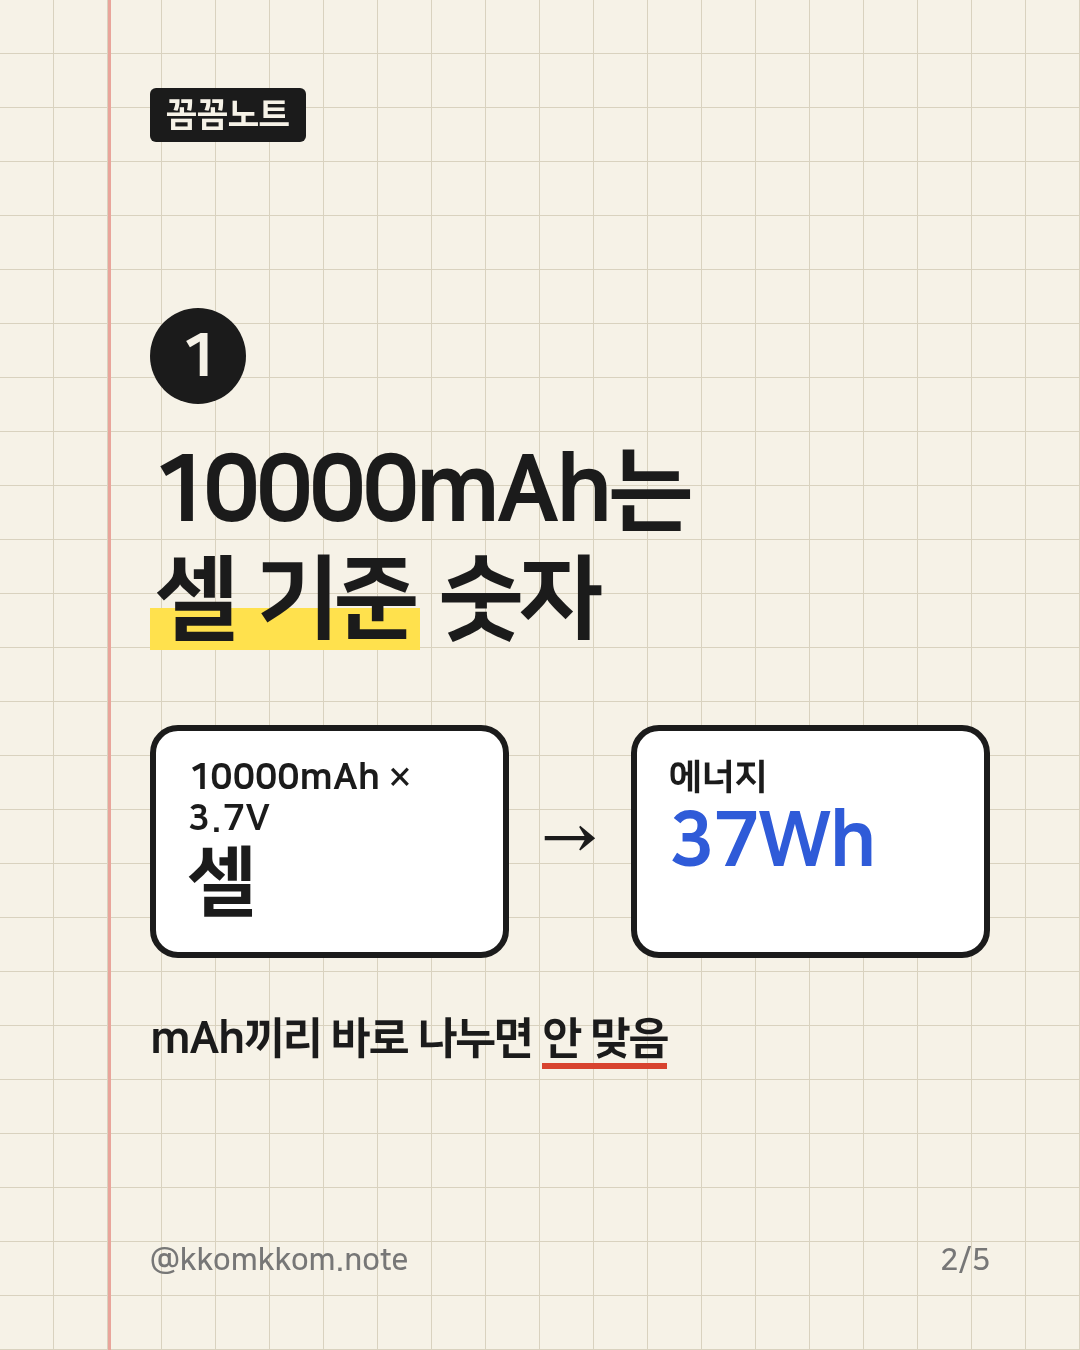 꼼꼼노트
1
10000mAh는
셀 기준 숫자
10000mAh ×
3.7V
셀
→
에너지
37Wh
mAh끼리 바로 나누면 안 맞음
@kkomkkom.note
2/5